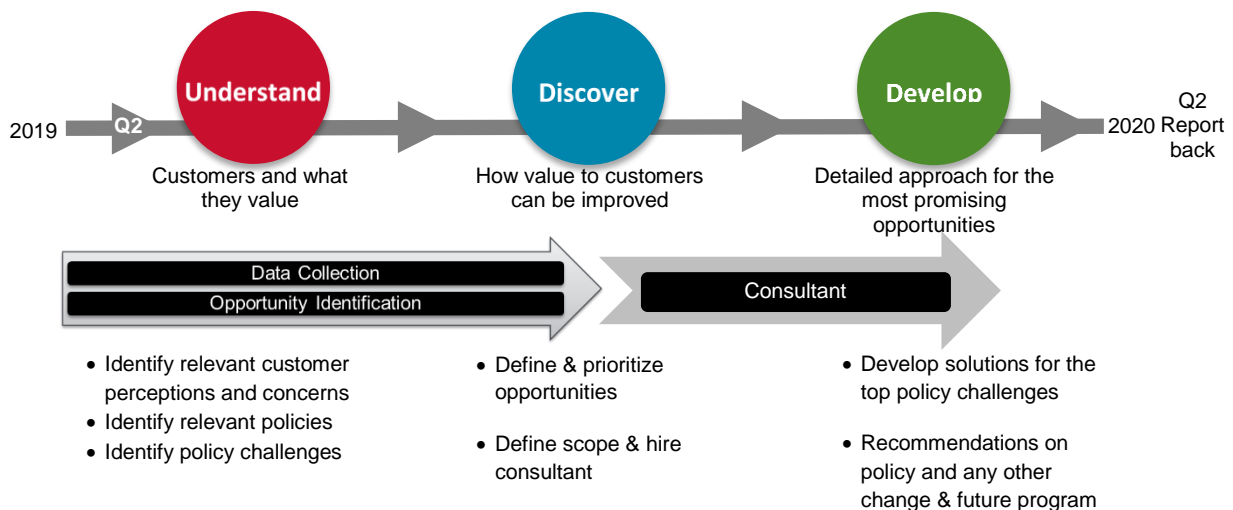 Understand
Discover
Develop
2019
Q2
2020
Q2
Report
back
Customers and what
they value
How value to customers
can be improved
Detailed approach for the
most promising
opportunities
Data Collection
Opportunity Identification
Consultant
• Identify relevant customer
perceptions and concerns
• Identify relevant policies
• Identify policy challenges
• Define & prioritize
opportunities
• Define scope & hire
consultant
• Develop solutions for the
top policy challenges
• Recommendations on
policy and any other
change & future program